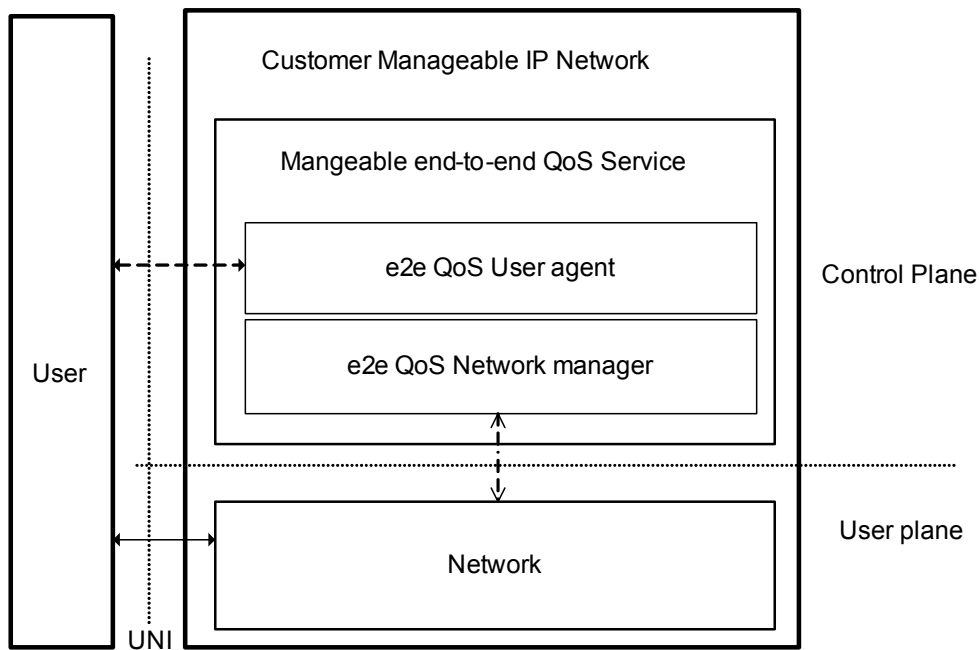 Customer Manageable IP Network
Mangeable end-to-end QoS Service
e2e QoS User agent
Control Plane
e2e QoS Network manager
User
User plane
Network
UNI